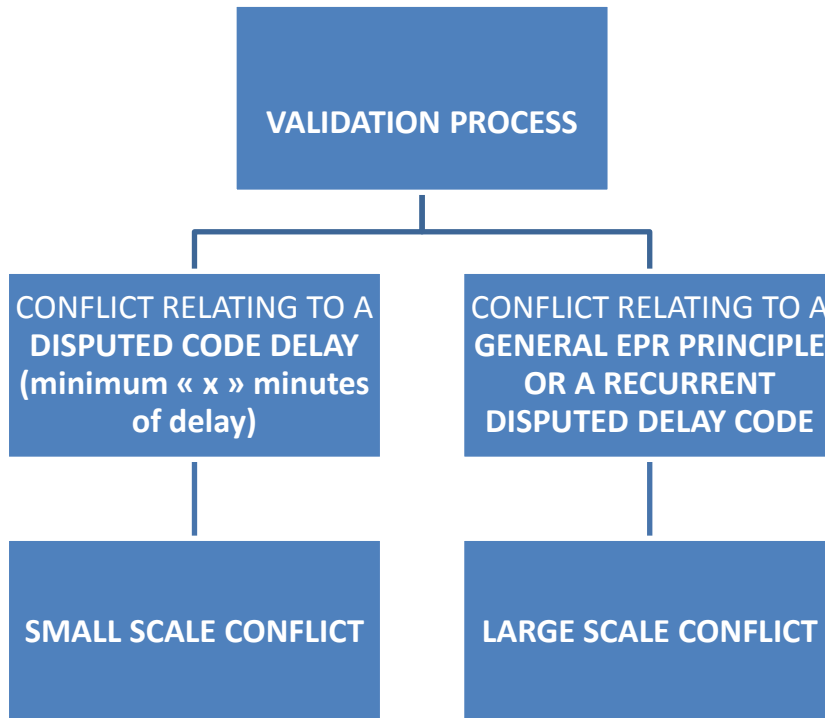 VALIDATION PROCESS
CONFLICT RELATING TO A
DISPUTED CODE DELAY
(minimum « x » minutes
of delay)
CONFLICT RELATING TO A
GENERAL EPR PRINCIPLE
OR A RECURRENT
DISPUTED DELAY CODE
SMALL SCALE CONFLICT
LARGE SCALE CONFLICT